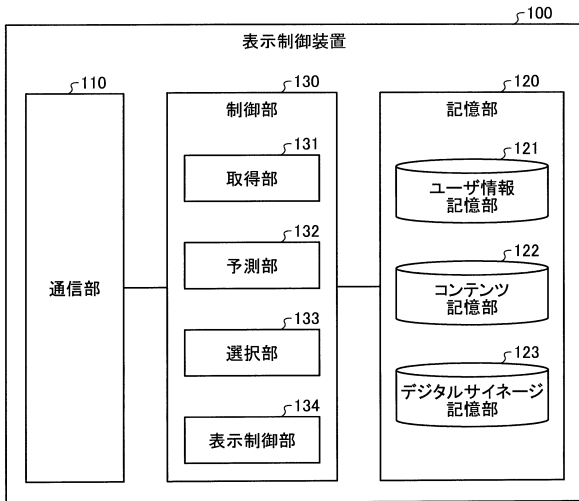 100
表示制御装置
110
通信部
130
制御部
131
取得部
132
予測部
133
選択部
134
表示制御部
120
記憶部
121
ユーザ情報
記憶部
122
コンテンツ
記憶部
123
デジタルサイネージ
記憶部